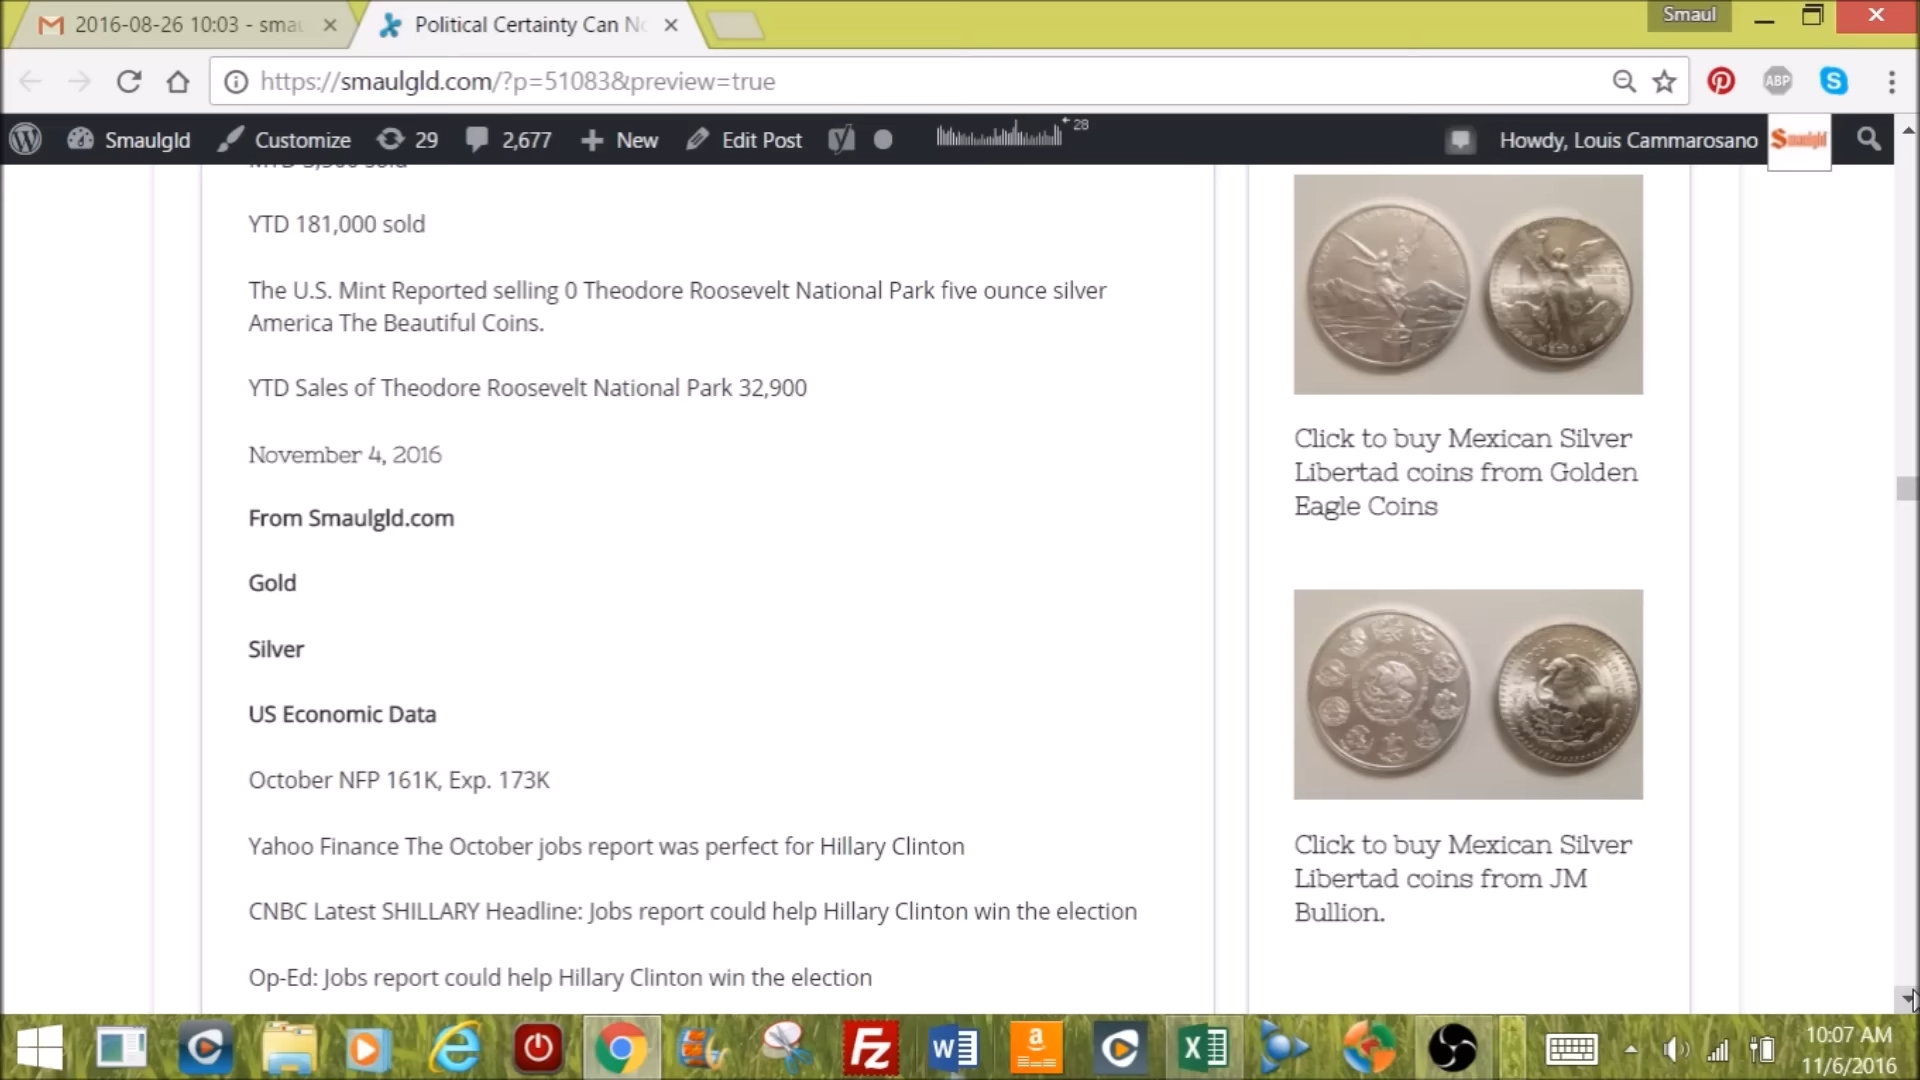 2016-08-26 10:03 - smau
Political Certainty Can No
Smaul
https://smaulgld.com/?p=51083&preview=true
ABP
Smaulgld
Customize
29
2,677
New
Edit Post
28
Howdy, Louis Cammarosano
Smaulgld
YTD 181,000 sold
The U.S. Mint Reported selling 0 Theodore Roosevelt National Park five ounce silver
America The Beautiful Coins.
YTD Sales of Theodore Roosevelt National Park 32,900
November 4, 2016
From Smaulgld.com
Gold
Silver
US Economic Data
October NFP 161K, Exp. 173K
Yahoo Finance The October jobs report was perfect for Hillary Clinton
CNBC Latest SHILLARY Headline: Jobs report could help Hillary Clinton win the election
Op-Ed: Jobs report could help Hillary Clinton win the election
Click to buy Mexican Silver
Libertad coins from Golden
Eagle Coins
Click to buy Mexican Silver
Libertad coins from JM
Bullion.
10:07 AM
11/6/2016